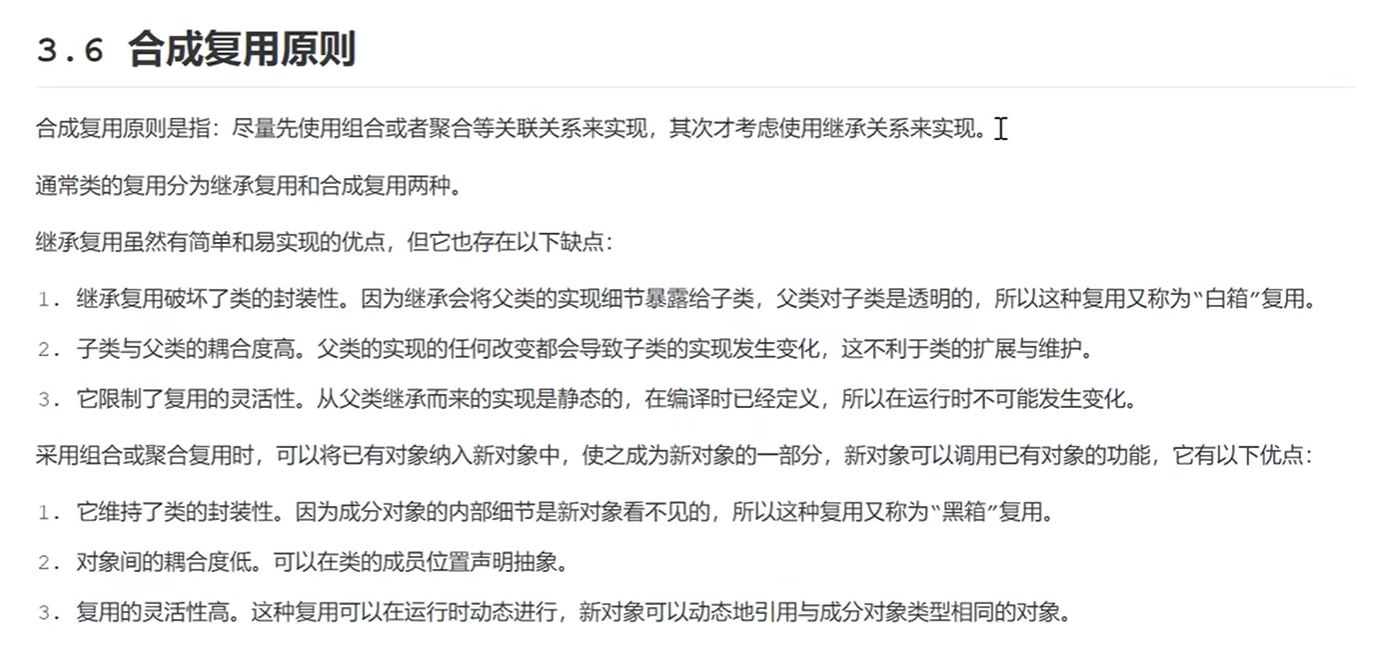 3.6 合成复用原则
合成复用原则是指：尽量先使用组合或者聚合等关联关系来实现，其次才考虑使用继承关系来实现。
通常类的复用分为继承复用和合成复用两种。
继承复用虽然有简单和易实现的优点，但它也存在以下缺点：
1. 继承复用破坏了类的封装性。因为继承会将父类的实现细节暴露给子类，父类对子类是透明的，所以这种复用又称为“白箱”复用。
2. 子类与父类的耦合度高。父类的实现的任何改变都会导致子类的实现发生变化，这不利于类的扩展与维护。
3. 它限制了复用的灵活性。从父类继承而来的实现是静态的，在编译时已经定义，所以在运行时不可能发生变化。
采用组合或聚合复用时，可以将已有对象纳入新对象中，使之成为新对象的一部分，新对象可以调用已有对象的功能，它有以下优点：
1. 它维持了类的封装性。因为成分对象的内部细节是新对象看不见的，所以这种复用又称为“黑箱”复用。
2. 对象间的耦合度低。可以在类的成员位置声明抽象。
3. 复用的灵活性高。这种复用可以在运行时动态进行，新对象可以动态地引用与成分对象类型相同的对象。